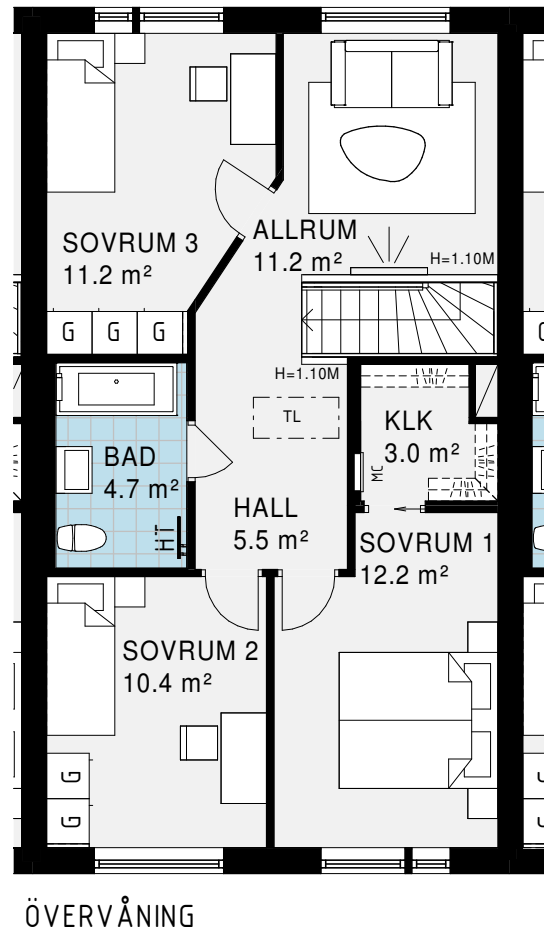 SOVRUM 3
11.2 m²
ALLRUM
11.2 m²
H=1.10M
G G G
G
H=1.10M
TL
KLK
3.0 m²
MC
BAD
4.7 m²
HT
HALL
5.5 m²
SOVRUM 1
12.2 m²
SOVRUM 2
10.4 m²
G
G
ÖVERVÅNING